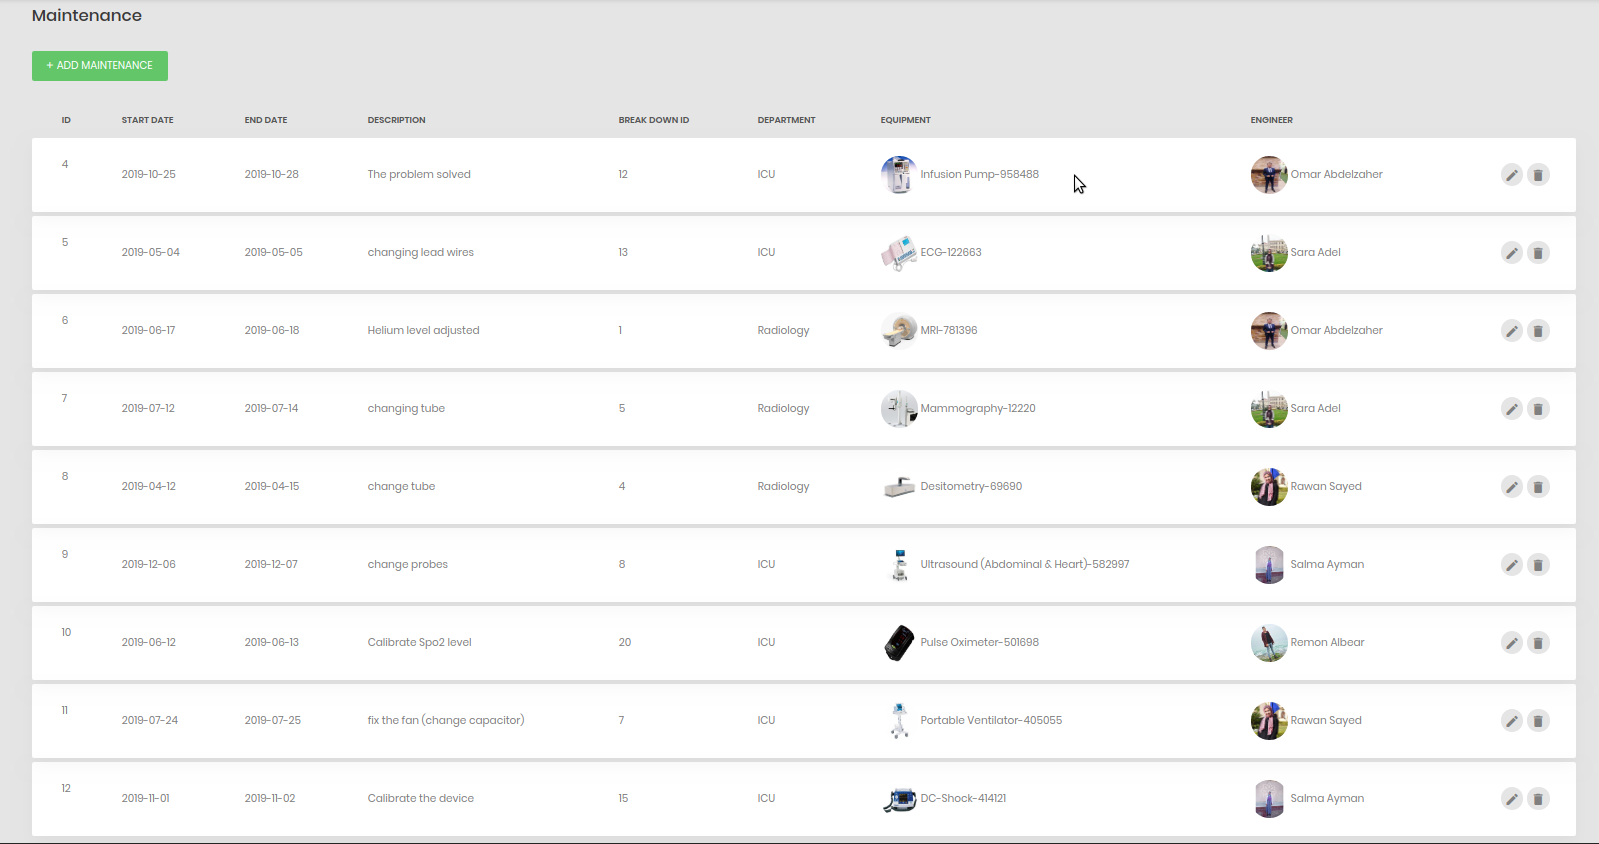 Maintenance
+ ADD MAINTENANCE
ID START DATE END DATE DESCRIPTION BREAK DOWN ID DEPARTMENT EQUIPMENT ENGINEER
4 2019-10-25 2019-10-28 The problem solved 12 ICU Infusion Pump-958488 Omar Abdelzaher
5 2019-05-04 2019-05-05 changing lead wires 13 ICU ECG-122663 Sara Adel
6 2019-06-17 2019-06-18 Helium level adjusted 1 Radiology MRI-781396 Omar Abdelzaher
7 2019-07-12 2019-07-14 changing tube 5 Radiology Mammography-12220 Sara Adel
8 2019-04-12 2019-04-15 change tube 4 Radiology Desitometry-69690 Rawan Sayed
9 2019-12-06 2019-12-07 change probes 8 ICU Ultrasound (Abdominal & Heart)-582997 Salma Ayman
10 2019-06-12 2019-06-13 Calibrate Spo2 level 20 ICU Pulse Oximeter-501698 Remon Albear
11 2019-07-24 2019-07-25 fix the fan (change capacitor) 7 ICU Portable Ventilator-405055 Rawan Sayed
12 2019-11-01 2019-11-02 Calibrate the device 15 ICU DC-Shock-414121 Salma Ayman